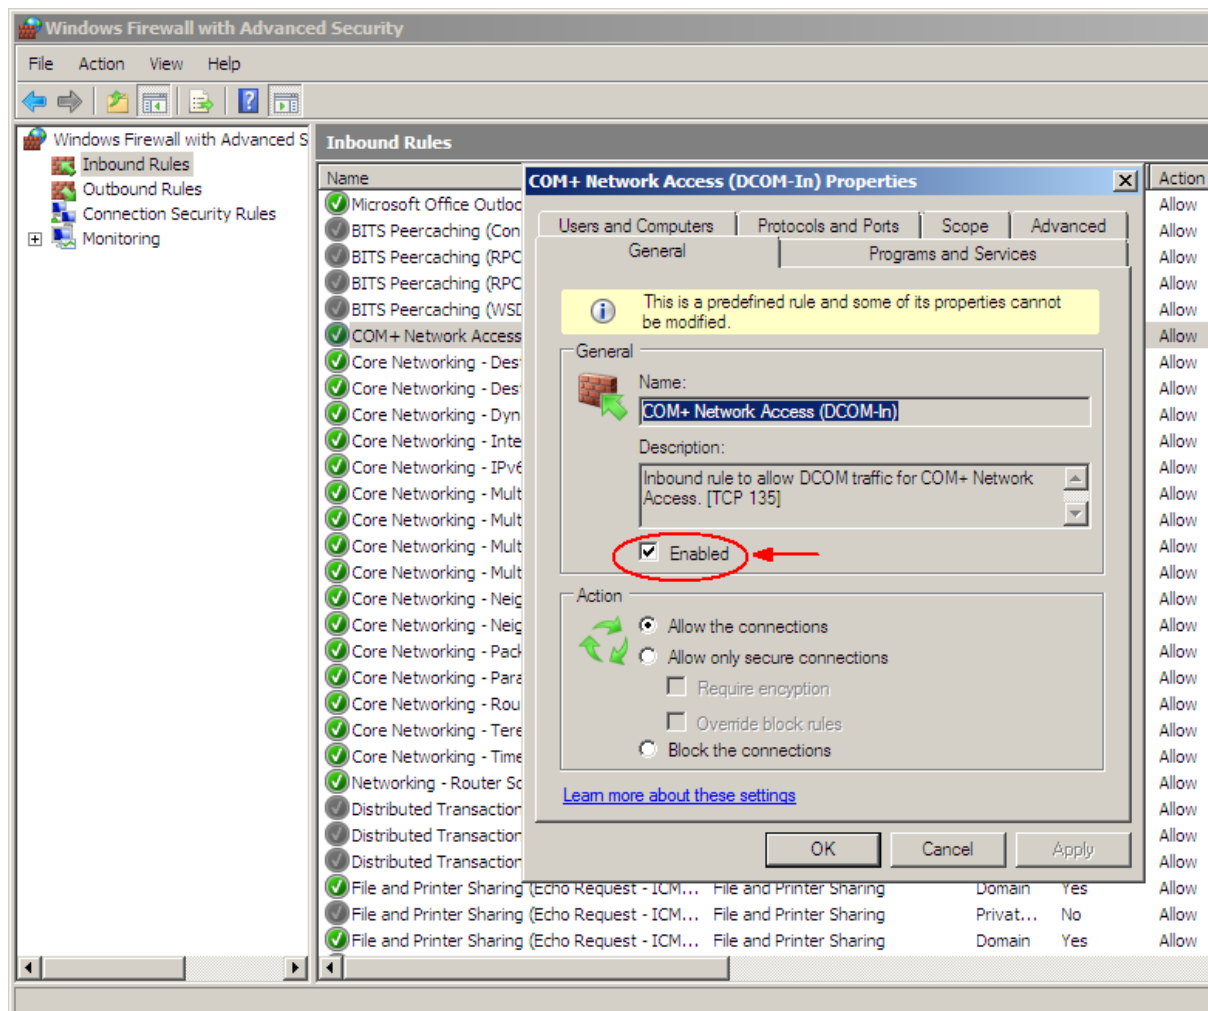 Windows Firewall with Advanced Security
File Action View Help
Windows Firewall with Advanced S
Inbound Rules
Outbound Rules
Connection Security Rules
Monitoring
Inbound Rules
Name Action
Microsoft Office Outloo Allow
BITS Peercaching (Con Allow
BITS Peercaching (RPC Allow
BITS Peercaching (RPC Allow
BITS Peercaching (WSD Allow
COM+ Network Access Allow
Core Networking - Des Allow
Core Networking - Des Allow
Core Networking - Dyn Allow
Core Networking - Inte Allow
Core Networking - IPv6 Allow
Core Networking - Mult Allow
Core Networking - Mult Allow
Core Networking - Mult Allow
Core Networking - Mult Allow
Core Networking - Neig Allow
Core Networking - Neig Allow
Core Networking - Pack Allow
Core Networking - Para Allow
Core Networking - Rou Allow
Core Networking - Tere Allow
Core Networking - Time Allow
Networking - Router So Allow
Distributed Transaction Allow
Distributed Transaction Allow
Distributed Transaction Allow
File and Printer Sharing (Echo Request - ICM... File and Printer Sharing Domain Yes Allow
File and Printer Sharing (Echo Request - ICM... File and Printer Sharing Privat... No Allow
File and Printer Sharing (Echo Request - ICM... File and Printer Sharing Domain Yes Allow
COM+ Network Access (DCOM-In) Properties
Users and Computers Protocols and Ports Scope Advanced
General Programs and Services
This is a predefined rule and some of its properties cannot
be modified.
General
Name:
COM+ Network Access (DCOM-In)
Description:
Inbound rule to allow DCOM traffic for COM+ Network
Access. [TCP 135]
Enabled
Action
Allow the connections
Allow only secure connections
Require encyption
Override block rules
Block the connections
Learn more about these settings
OK Cancel Apply